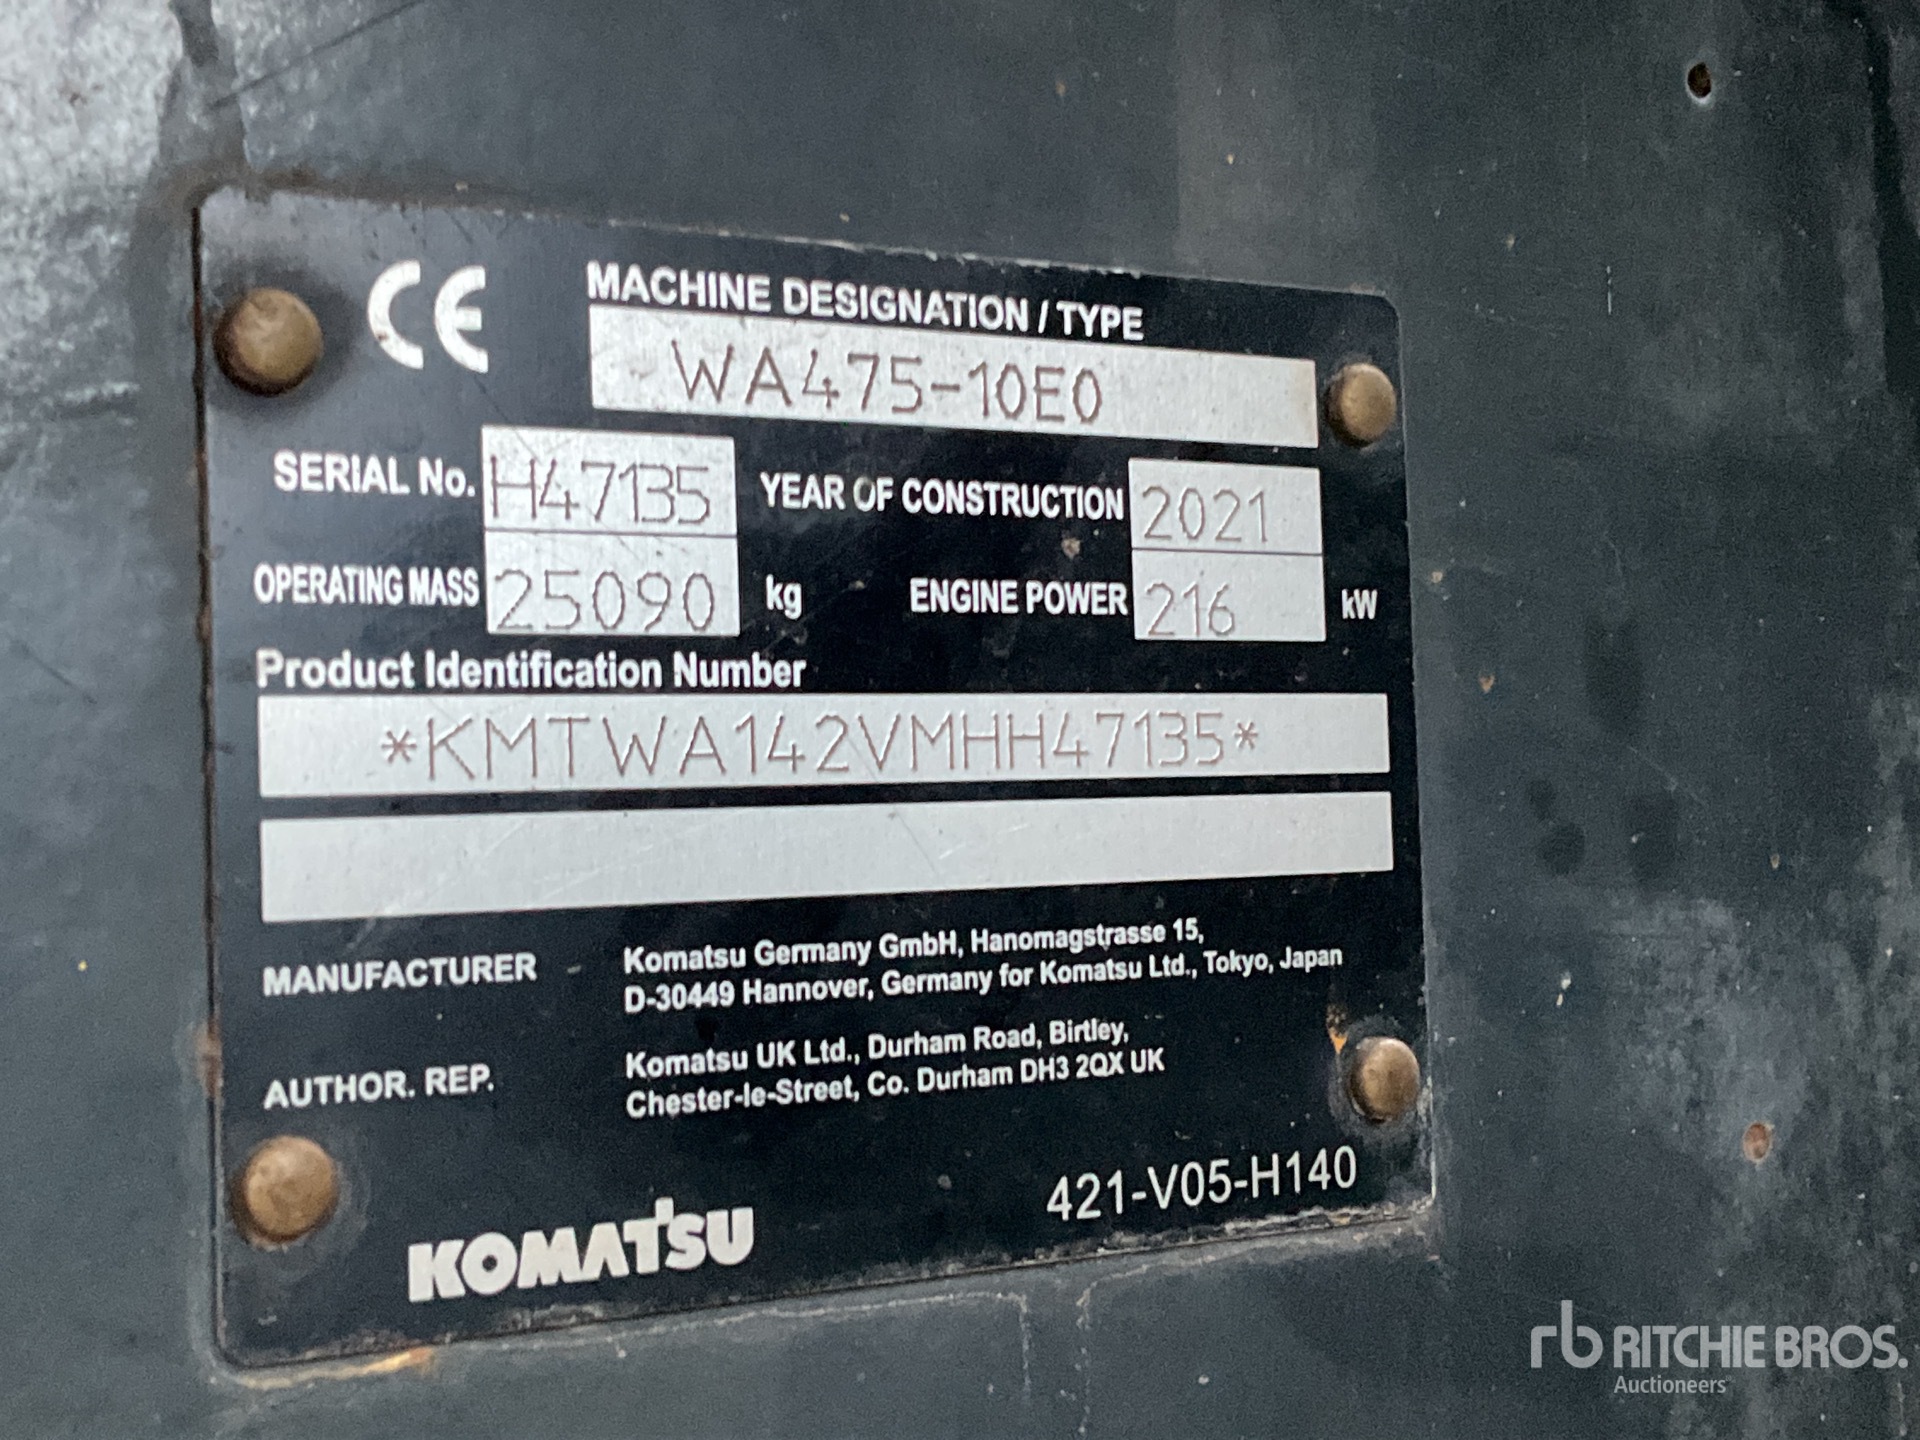 CE MACHINE DESIGNATION / TYPE
WA475-10E0
SERIAL No. H47135 YEAR OF CONSTRUCTION 2021
OPERATING MASS 25090 kg ENGINE POWER 216 kW
Product Identification Number
*KMTWA142VMHH47135*
MANUFACTURER Komatsu Germany GmbH, Hanomagstrasse 15,
D-30449 Hannover, Germany for Komatsu Ltd., Tokyo, Japan
AUTHOR. REP. Komatsu UK Ltd., Durham Road, Birtley,
Chester-le-Street, Co. Durham DH3 2QX UK
421-V05-H140
KOMATSU
rb RITCHIE BROS.
Auctioneers